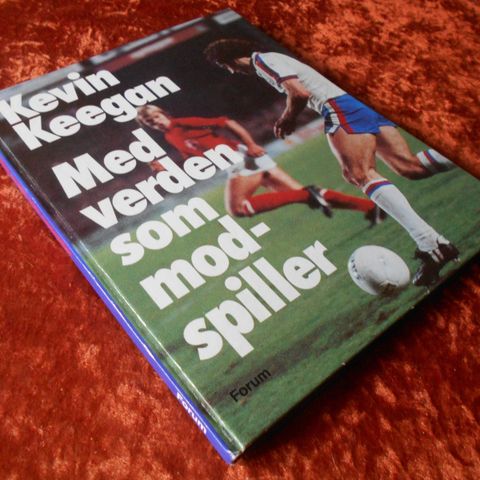 Kevin
Keegan
Med
verden
som
mod-
spiller
Forum
Forum